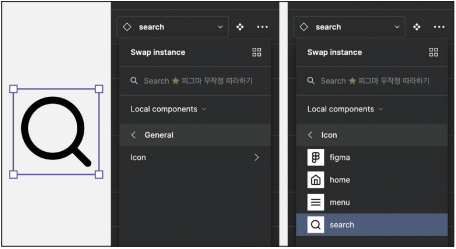 search
Swap instance
Search ⭐ 피그마 무작정 따라하기
Local components
General
Icon
search
Swap instance
Search ⭐ 피그마 무작정 따라하기
Local components
Icon
figma
home
menu
search